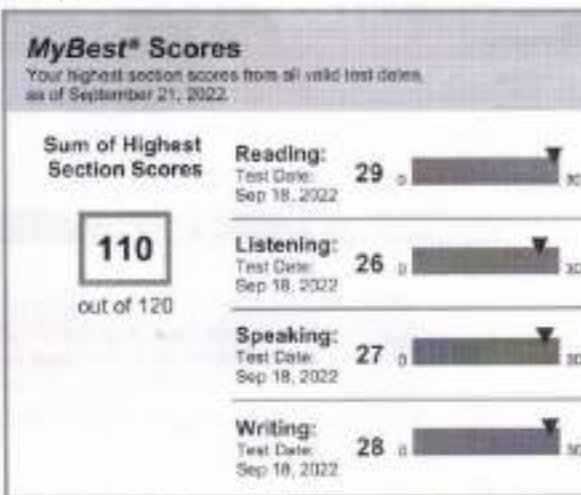 MyBest® Scores
Your highest section scores from all valid test dates,
as of September 21, 2022.
Sum of Highest
Section Scores
110
out of 120
Reading:
Test Date:
Sep 18, 2022
29
0
30
Listening:
Test Date:
Sep 18, 2022
26
0
30
Speaking:
Test Date:
Sep 18, 2022
27
0
30
Writing:
Test Date:
Sep 18, 2022
28
0
30